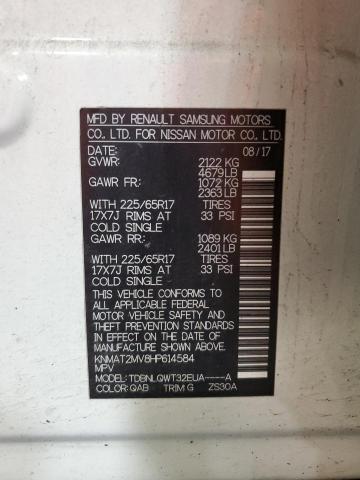 MFD BY RENAULT SAMSUNG MOTORS
CO., LTD. FOR NISSAN MOTOR CO., LTD.
DATE: 08/17
GVWR: 2122 KG
4679 LB
GAWR FR: 1072 KG
2363 LB
WITH 225/65R17 TIRES
17X7J RIMS AT 33 PSI
COLD SINGLE
GAWR RR: 1089 KG
2401 LB
WITH 225/65R17 TIRES
17X7J RIMS AT 33 PSI
COLD SINGLE
THIS VEHICLE CONFORMS TO
ALL APPLICABLE FEDERAL
MOTOR VEHICLE SAFETY AND
THEFT PREVENTION STANDARDS
IN EFFECT ON THE DATE OF
MANUFACTURE SHOWN ABOVE.
KNMAT2MV8HP614584
MPV
MODEL: TDBNLQWT32EUA----A
COLOR: QAB TRIM G ZS30A